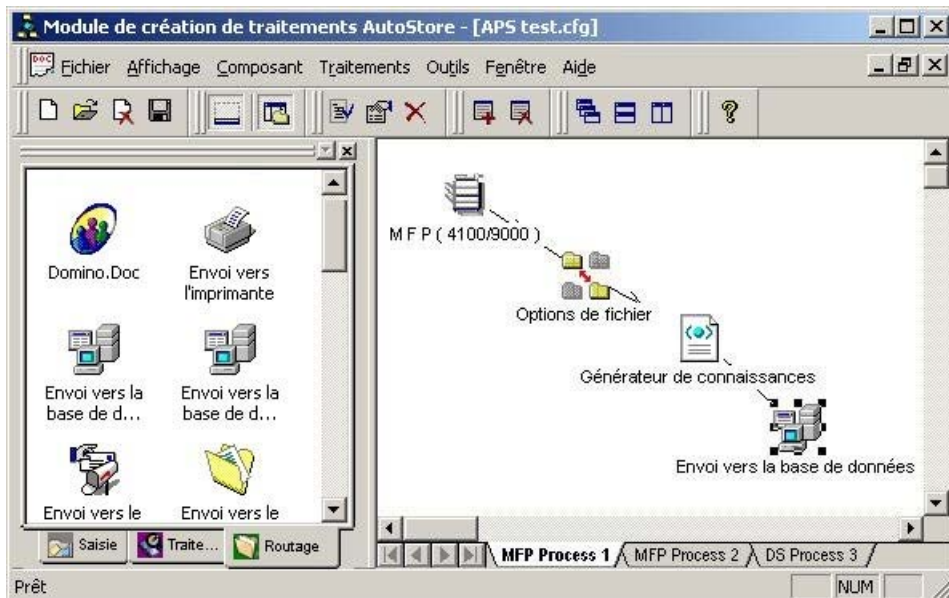 Module de création de traitements AutoStore - [APS test.cfg]
Fichier Affichage Composant Traitements Outils Fenêtre Aide
Domino.Doc
Envoi vers
l'imprimante
Envoi vers la
base de d...
Envoi vers la
base de d...
Envoi vers le
Envoi vers le
Saisie Traite... Routage
M F P ( 4100/9000 )
Options de fichier
Générateur de connaissances
Envoi vers la base de données
MFP Process 1 MFP Process 2 DS Process 3
Prêt
NUM